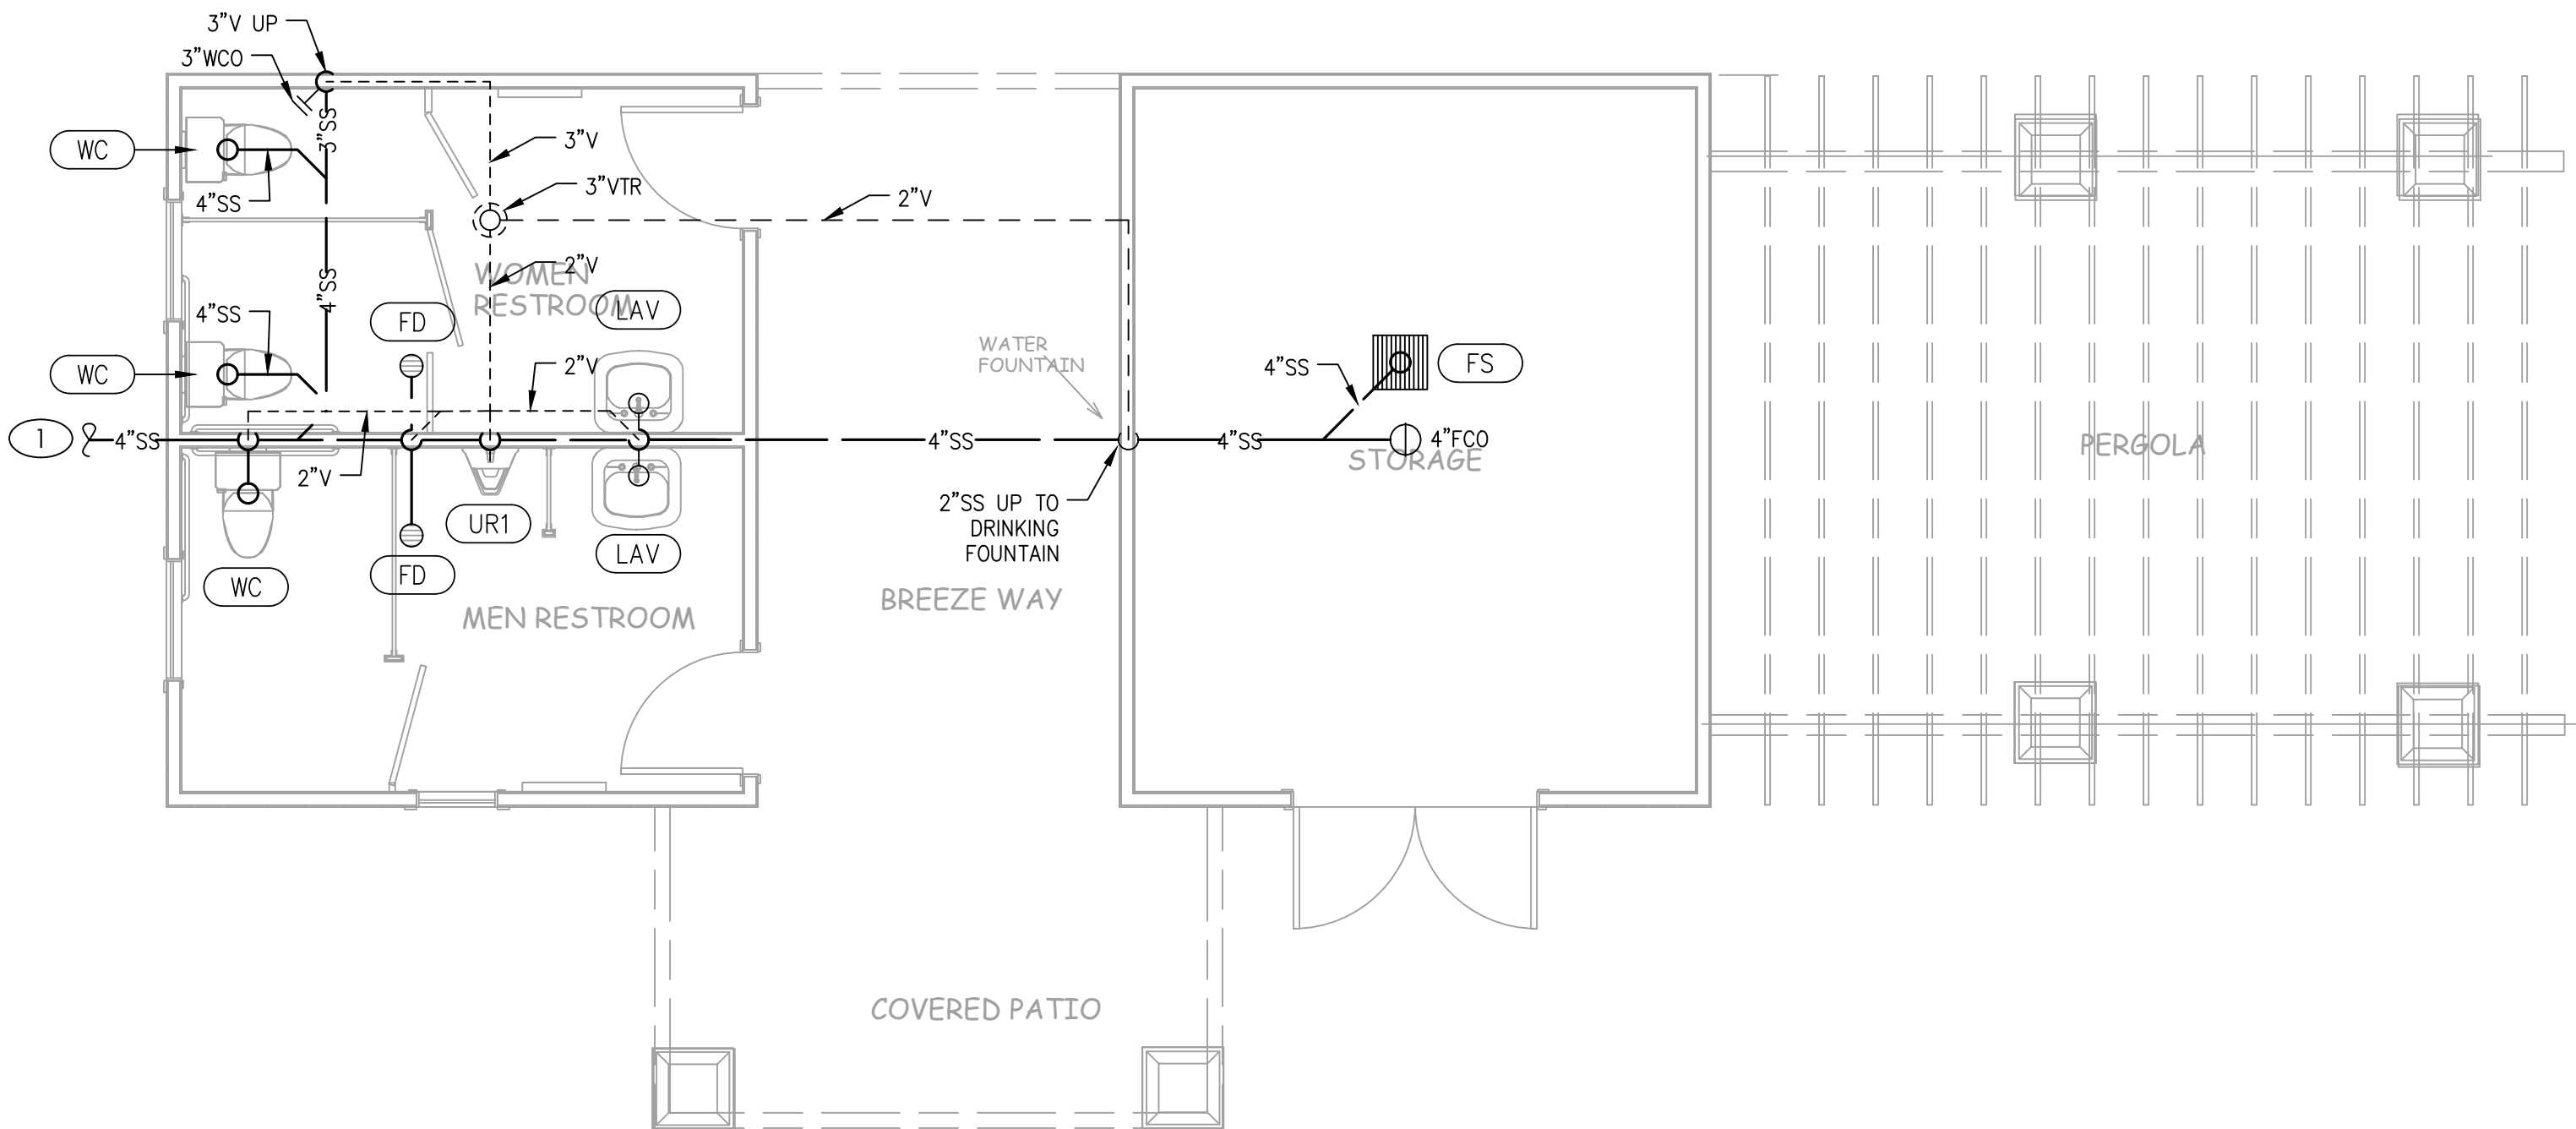 3"V UP
3"WCO
3"SS
WC
3"V
4"SS
3"VTR
2"V
4"SS
2"V
WOMEN
RESTROOM
4"SS
FD
LAV
WATER
FOUNTAIN
WC
2"V
4"SS
FS
1
4"SS
4"SS
4"SS
4"FCO
STORAGE
PERGOLA
2"V
UR1
2"SS UP TO
DRINKING
FOUNTAIN
LAV
WC
FD
MEN RESTROOM
BREEZE WAY
COVERED PATIO